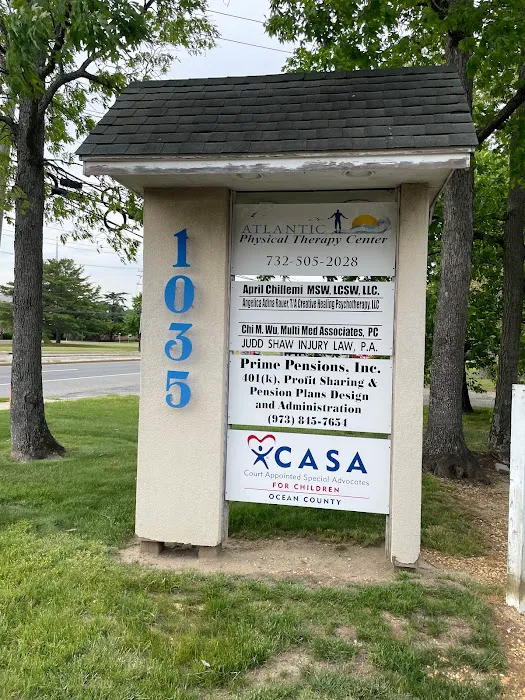 1035
ATLANTIC
Physical Therapy Center
732-505-2028
April Chillemi MSW, LCSW, LLC.
Angelica Adina Rauer, T/A Creative Healing Psychotherapy, LLC
Chi M. Wu, Multi Med Associates, PC
JUDD SHAW INJURY LAW, P.A.
Prime Pensions, Inc.
401(k), Profit Sharing &
Pension Plans Design
and Administration
(973) 845-7654
CASA
Court Appointed Special Advocates
FOR CHILDREN
OCEAN COUNTY